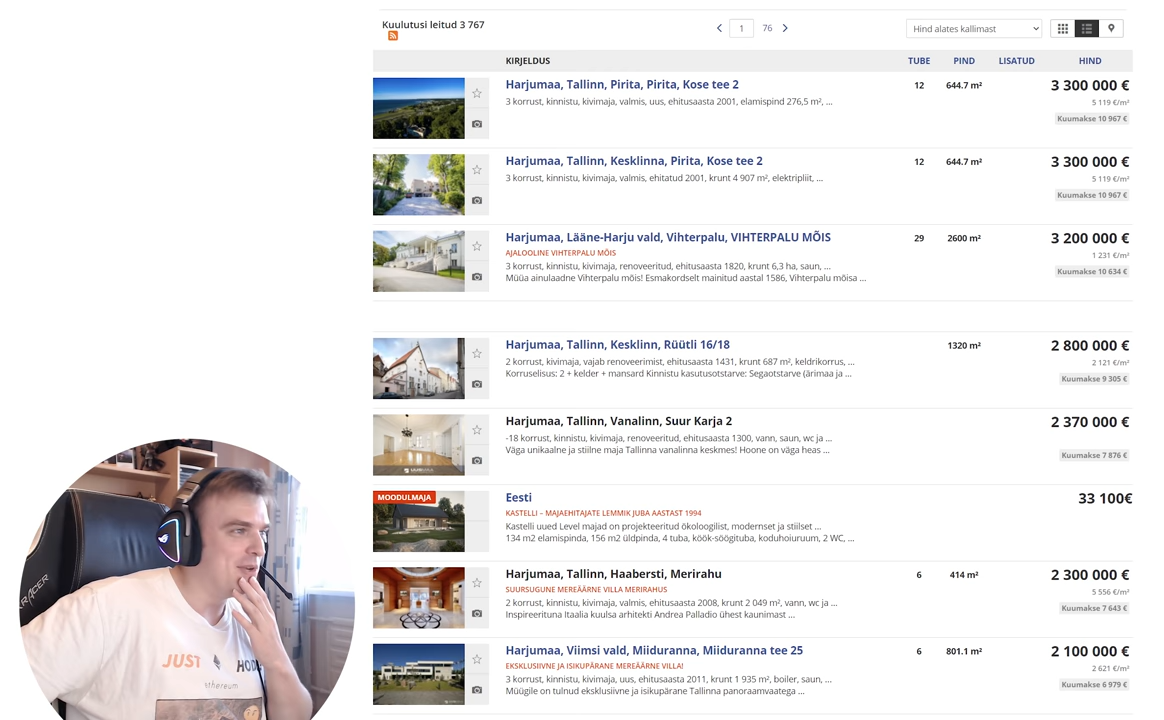 Kuulutusi leitud 3 767
1
76
Hind alates kallimast
KIRJELDUS
TUBE
PIND
LISATUD
HIND
Harjumaa, Tallinn, Pirita, Pirita, Kose tee 2
12
644.7 m²
3 300 000 €
3 korrust, kinnistu, kivimaja, valmis, uus, ehitusaasta 2001, elamispind 276,5 m², ...
5 119 €/m²
Kuumakse 10 967 €
Harjumaa, Tallinn, Kesklinna, Pirita, Kose tee 2
12
644.7 m²
3 300 000 €
3 korrust, kinnistu, kivimaja, valmis, ehitatud 2001, krunt 4 907 m², elektripliit, ...
5 119 €/m²
Kuumakse 10 967 €
Harjumaa, Lääne-Harju vald, Vihterpalu, VIHTERPALU MÕIS
29
2600 m²
3 200 000 €
AJALOOLINE VIHTERPALU MÕIS
1 231 €/m²
3 korrust, kinnistu, kivimaja, renoveeritud, ehitusaasta 1820, krunt 6,3 ha, saun, ...
Kuumakse 10 634 €
Müüa ainulaadne Vihterpalu mõis! Esmakordselt mainitud aastal 1586, Vihterpalu mõisa ...
Harjumaa, Tallinn, Kesklinn, Rüütli 16/18
1320 m²
2 800 000 €
2 korrust, kivimaja, vajab renoveerimist, ehitusaasta 1431, krunt 687 m², keldrikorrus, ...
2 121 €/m²
Korruselisus: 2 + kelder + mansard Kinnistu kasutusotstarve: Segaotstarve (ärimaa ja ...
Kuumakse 9 305 €
Harjumaa, Tallinn, Vanalinn, Suur Karja 2
2 370 000 €
-18 korrust, kinnistu, kivimaja, renoveeritud, ehitusaasta 1300, vann, saun, wc ja ...
Väga unikaalne ja stiilne maja Tallinna vanalinna keskmes! Hoone on väga heas ...
Kuumakse 7 876 €
MOODULMAJA
Eesti
33 100€
KASTELLI – MAJAEHITAJATE LEMMIK JUBA AASTAST 1994
Kastelli uued Level majad on projekteeritud ökoloogilist, modernset ja stiilset ...
134 m2 elamispinda, 156 m2 üldpinda, 4 tuba, köök-söögituba, koduhoiuruum, 2 WC, ...
Harjumaa, Tallinn, Haabersti, Merirahu
6
414 m²
2 300 000 €
SUURSUGUNE MEREÄÄRNE VILLA MERIRAHUS
5 556 €/m²
2 korrust, kinnistu, kivimaja, valmis, ehitusaasta 2008, krunt 2 049 m², vann, wc ja ...
Kuumakse 7 643 €
Inspireerituna Itaalia kuulsa arhitekti Andrea Palladio ühest kaunimast ...
Harjumaa, Viimsi vald, Miiduranna, Miiduranna tee 25
6
801.1 m²
2 100 000 €
EKSKLUSIIVNE JA ISIKUPÄRANE MEREÄÄRNE VILLA!
2 621 €/m²
3 korrust, kinnistu, kivimaja, uus, ehitusaasta 2011, krunt 1 935 m², boiler, saun, ...
Kuumakse 6 979 €
Müügile on tulnud eksklusiivne ja isikupärane Tallinna panoraamvaatega ...
JUST HODL
ethereum